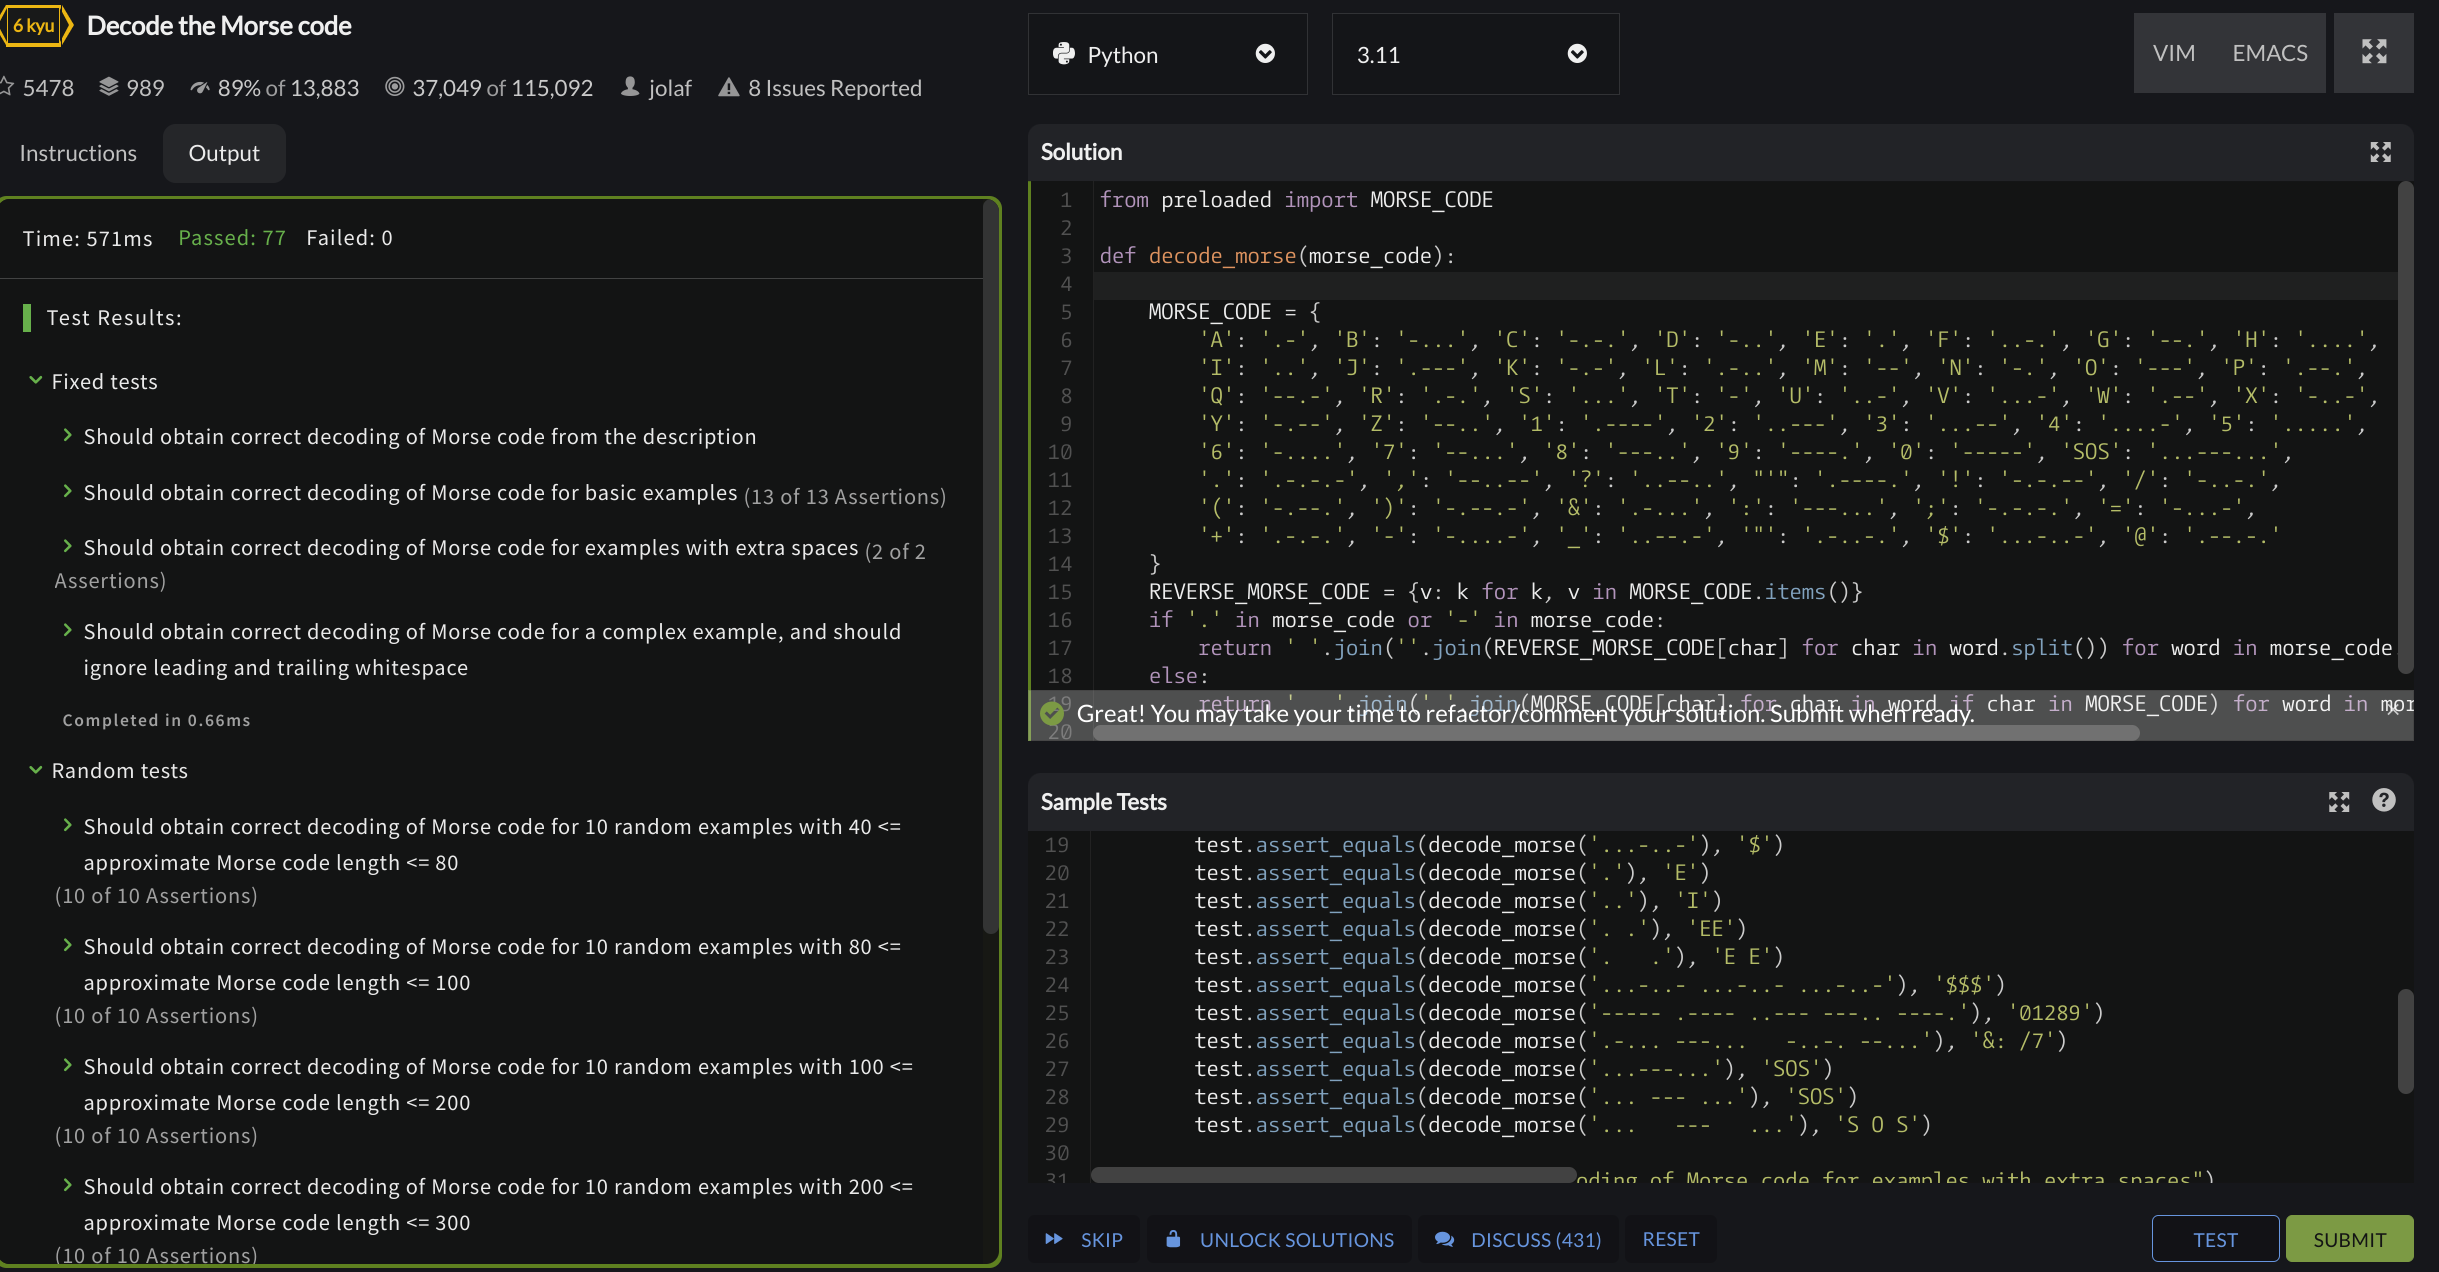 6 kyu
Decode the Morse code
5478 989 89% of 13,883 37,049 of 115,092 jolaf 8 Issues Reported
Instructions Output
Time: 571ms Passed: 77 Failed: 0
Test Results:
Fixed tests
Should obtain correct decoding of Morse code from the description
Should obtain correct decoding of Morse code for basic examples (13 of 13 Assertions)
Should obtain correct decoding of Morse code for examples with extra spaces (2 of 2
Assertions)
Should obtain correct decoding of Morse code for a complex example, and should
ignore leading and trailing whitespace
Completed in 0.66ms
Random tests
Should obtain correct decoding of Morse code for 10 random examples with 40 <=
approximate Morse code length <= 80
(10 of 10 Assertions)
Should obtain correct decoding of Morse code for 10 random examples with 80 <=
approximate Morse code length <= 100
(10 of 10 Assertions)
Should obtain correct decoding of Morse code for 10 random examples with 100 <=
approximate Morse code length <= 200
(10 of 10 Assertions)
Should obtain correct decoding of Morse code for 10 random examples with 200 <=
approximate Morse code length <= 300
(10 of 10 Assertions)
Python 3.11 VIM EMACS
Solution
1 from preloaded import MORSE_CODE
2
3 def decode_morse(morse_code):
4
5     MORSE_CODE = {
6         'A': '.-', 'B': '-...', 'C': '-.-.', 'D': '-..', 'E': '.', 'F': '..-.', 'G': '--.', 'H': '....',
7         'I': '..', 'J': '.---', 'K': '-.-', 'L': '.-..', 'M': '--', 'N': '-.', 'O': '---', 'P': '.--.',
8         'Q': '--.-', 'R': '.-.', 'S': '...', 'T': '-', 'U': '..-', 'V': '...-', 'W': '.--', 'X': '-..-',
9         'Y': '-.--', 'Z': '--..', '1': '.----', '2': '..---', '3': '...--', '4': '....-', '5': '.....',
10         '6': '-....', '7': '--...', '8': '---..', '9': '----.', '0': '-----', 'SOS': '...---...',
11         '.': '.-.-.-', ',': '--..--', '?': '..--..', "'": '.----.', '!': '-.-.--', '/': '-..-.',
12         '(': '-.--.', ')': '-.--.-', '&': '.-...', ':': '---...', ';': '-.-.-.', '=': '-...-',
13         '+': '.-.-.', '-': '-....-', '_': '..--.-', '"': '.-..-.', '$': '...-..-', '@': '.--.-.'
14     }
15     REVERSE_MORSE_CODE = {v: k for k, v in MORSE_CODE.items()}
16     if '.' in morse_code or '-' in morse_code:
17         return ' '.join(''.join(REVERSE_MORSE_CODE[char] for char in word.split()) for word in morse_code.
18     else:
19         return '   '.join(' '.join(MORSE_CODE[char] for char in word if char in MORSE_CODE) for word in mor
20
Great! You may take your time to refactor/comment your solution. Submit when ready.
Sample Tests
19 test.assert_equals(decode_morse('...-..-'), '$')
20 test.assert_equals(decode_morse('.'), 'E')
21 test.assert_equals(decode_morse('..'), 'I')
22 test.assert_equals(decode_morse('. .'), 'EE')
23 test.assert_equals(decode_morse('.   .'), 'E E')
24 test.assert_equals(decode_morse('...-..- ...-..- ...-..-'), '$$$')
25 test.assert_equals(decode_morse('----- .---- ..--- ---.. ----.'), '01289')
26 test.assert_equals(decode_morse('.-... ---...   -..-. --...'), '&: /7')
27 test.assert_equals(decode_morse('...---...'), 'SOS')
28 test.assert_equals(decode_morse('... --- ...'), 'SOS')
29 test.assert_equals(decode_morse('...   ---   ...'), 'S O S')
30
31 oding of Morse code for examples with extra spaces")
SKIP UNLOCK SOLUTIONS DISCUSS (431) RESET TEST SUBMIT